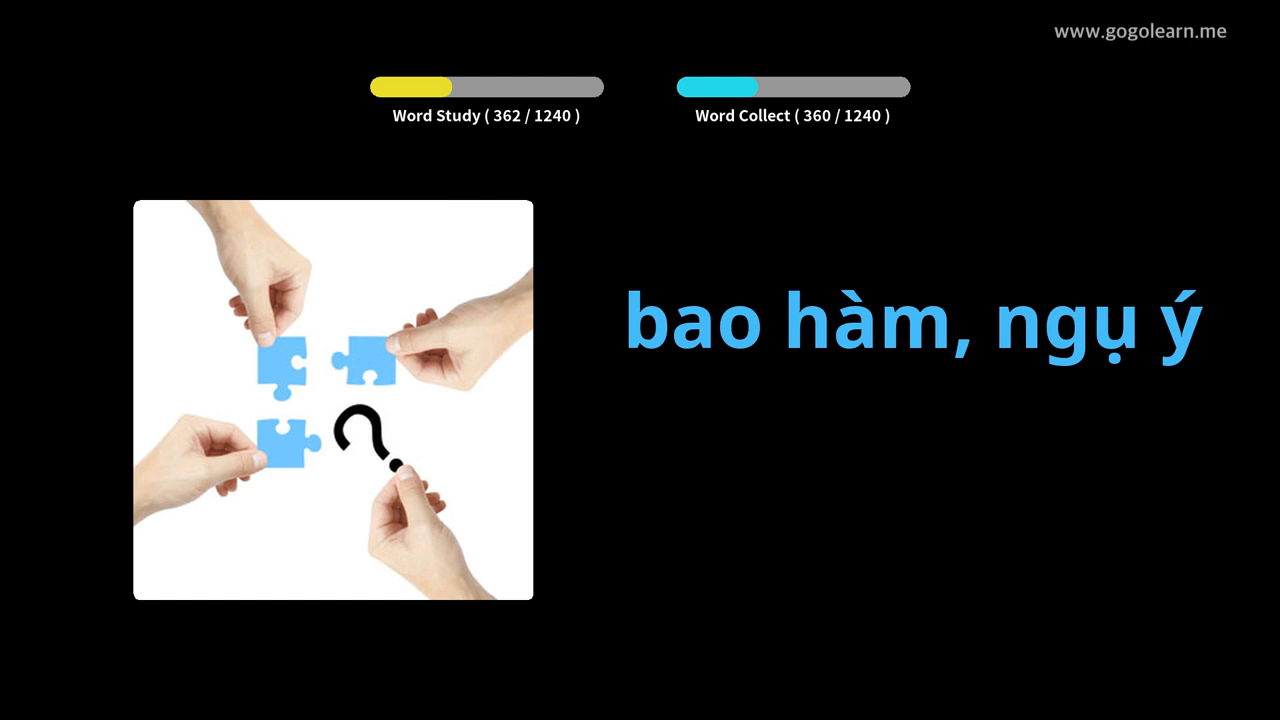 www.gogolearn.me
Word Study ( 362 / 1240 )
Word Collect ( 360 / 1240 )
bao hàm, ngụ ý
?